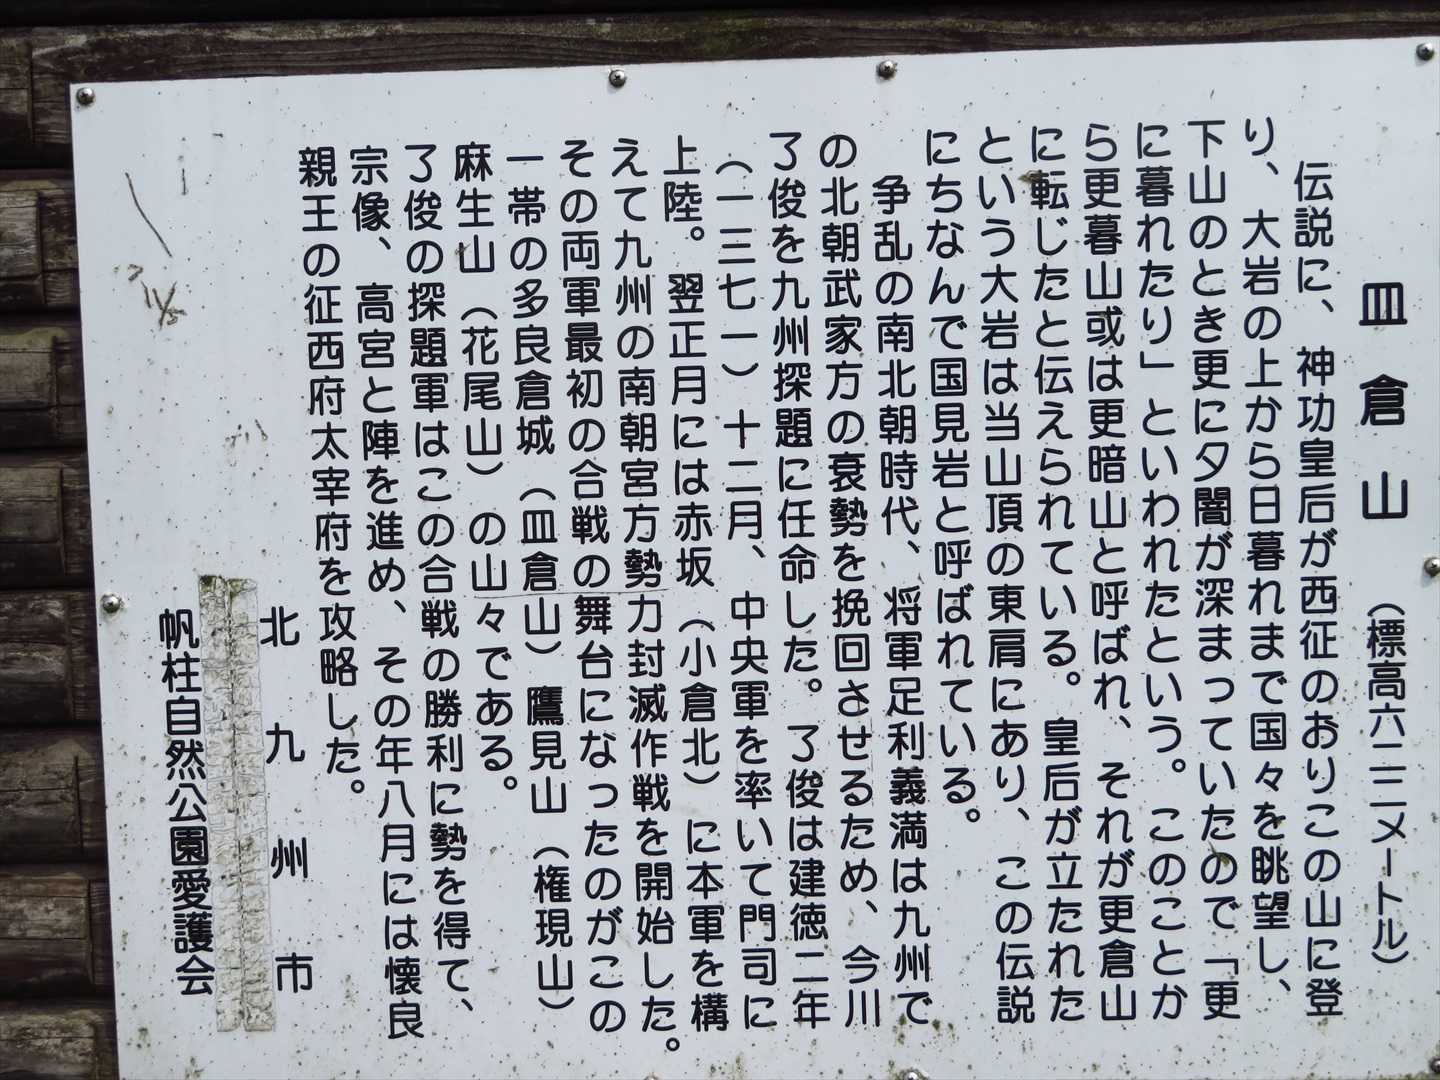 皿倉山 (標高六二二メートル)
伝説に、神功皇后が西征のおりこの山に登
り、大岩の上から日暮れまで国々を眺望し、
下山のとき更に夕闇が深まっていたので「更
に暮れたり」といわれたという。このことか
ら更暮山或は更暗山と呼ばれ、それが更倉山
に転じたと伝えられている。皇后が立たれた
という大岩は当山頂の東肩にあり、この伝説
にちなんで国見岩と呼ばれている。
争乱の南北朝時代、将軍足利義満は九州で
の北朝武家方の衰勢を挽回させるため、今川
了俊を九州探題に任命した。了俊は建徳二年
(一三七一)十二月、中央軍を率いて門司に
上陸。翌正月には赤坂(小倉北)に本軍を構
えて九州の南朝宮方勢力封滅作戦を開始した。
その両軍最初の合戦の舞台になったのがこの
一帯の多良倉城(皿倉山)鷹見山(権現山)
麻生山(花尾山)の山々である。
了俊の探題軍はこの合戦の勝利に勢を得て、
宗像、高宮と陣を進め、その年八月には懐良
親王の征西府太宰府を攻略した。
北九州市
帆柱自然公園愛護会